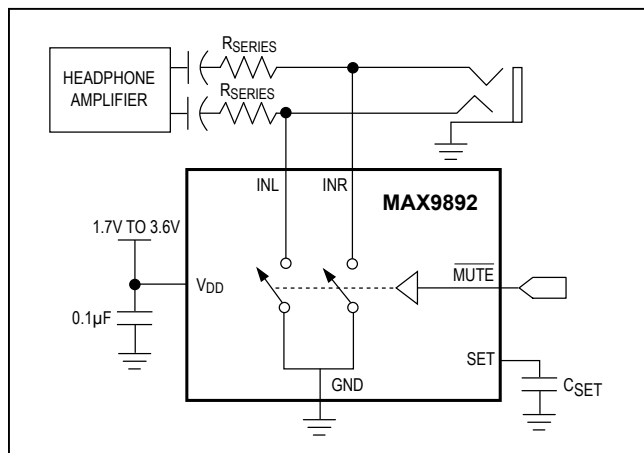 RSERIES
HEADPHONE
AMPLIFIER
RSERIES
INL
INR
MAX9892
1.7V TO 3.6V
VDD
MUTE
0.1µF
SET
GND
CSET